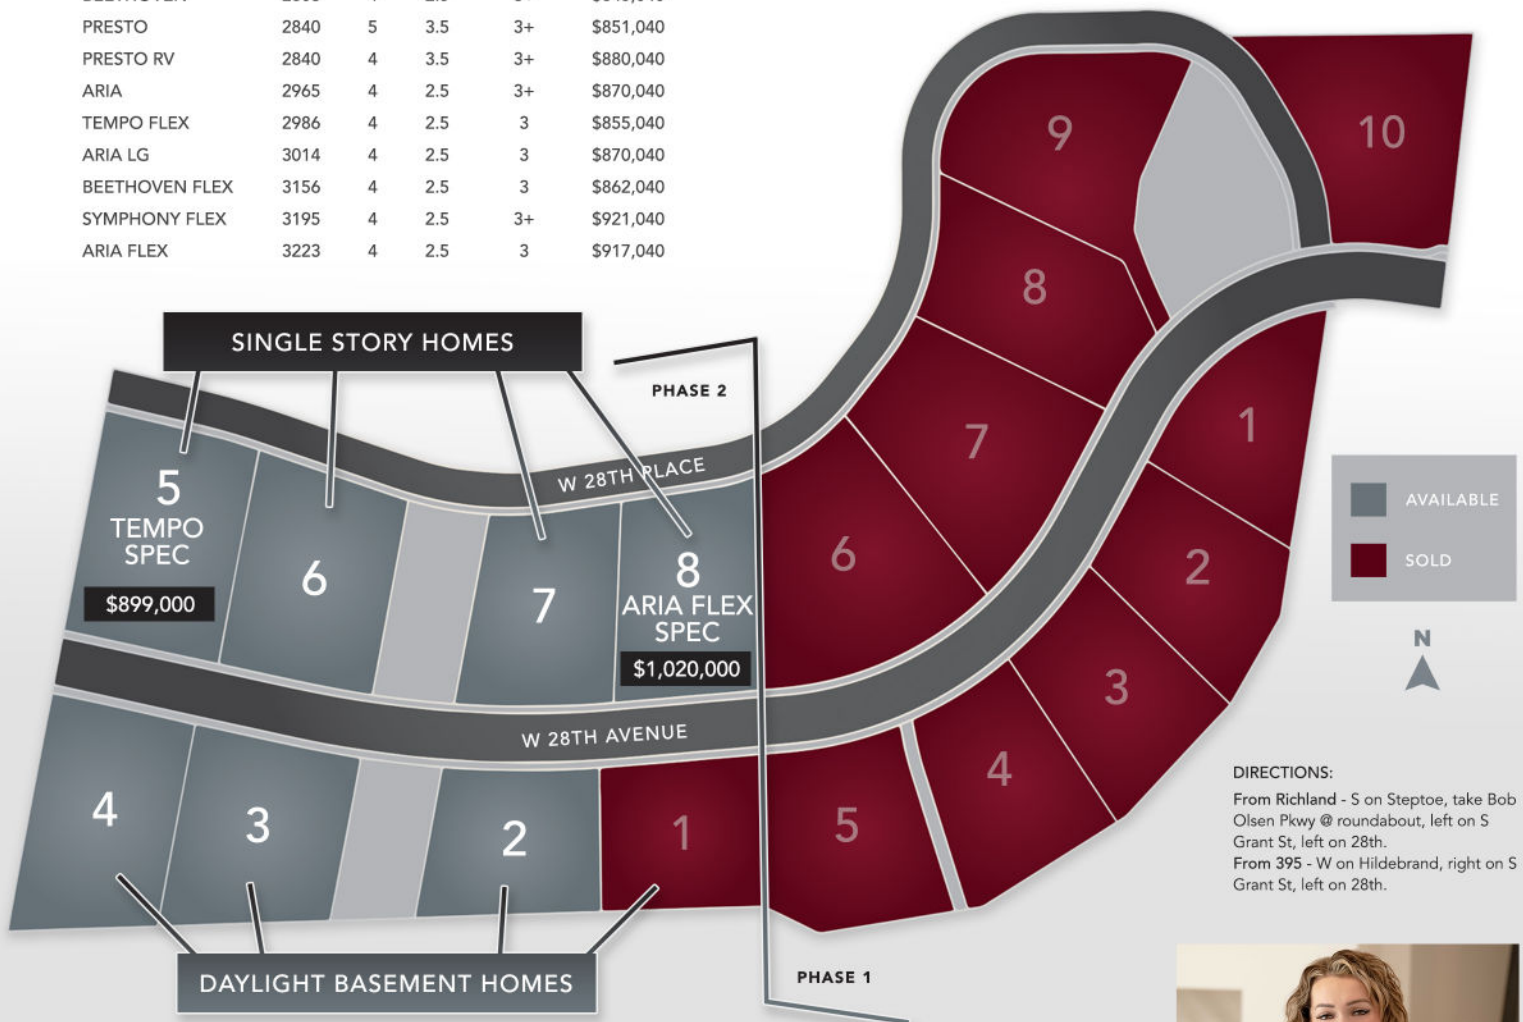 PRESTO 2840 5 3.5 3+ $851,040
PRESTO RV 2840 4 3.5 3+ $880,040
ARIA 2965 4 2.5 3+ $870,040
TEMPO FLEX 2986 4 2.5 3 $855,040
ARIA LG 3014 4 2.5 3 $870,040
BEETHOVEN FLEX 3156 4 2.5 3 $862,040
SYMPHONY FLEX 3195 4 2.5 3+ $921,040
ARIA FLEX 3223 4 2.5 3 $917,040
SINGLE STORY HOMES
PHASE 2
W 28TH PLACE
5
TEMPO
SPEC
$899,000
6
7
8
ARIA FLEX
SPEC
$1,020,000
9
10
8
7
6
1
2
3
4
5
W 28TH AVENUE
4
3
2
1
DAYLIGHT BASEMENT HOMES
PHASE 1
AVAILABLE
SOLD
N
DIRECTIONS:
From Richland - S on Steptoe, take Bob
Olsen Pkwy @ roundabout, left on S
Grant St, left on 28th.
From 395 - W on Hildebrand, right on S
Grant St, left on 28th.